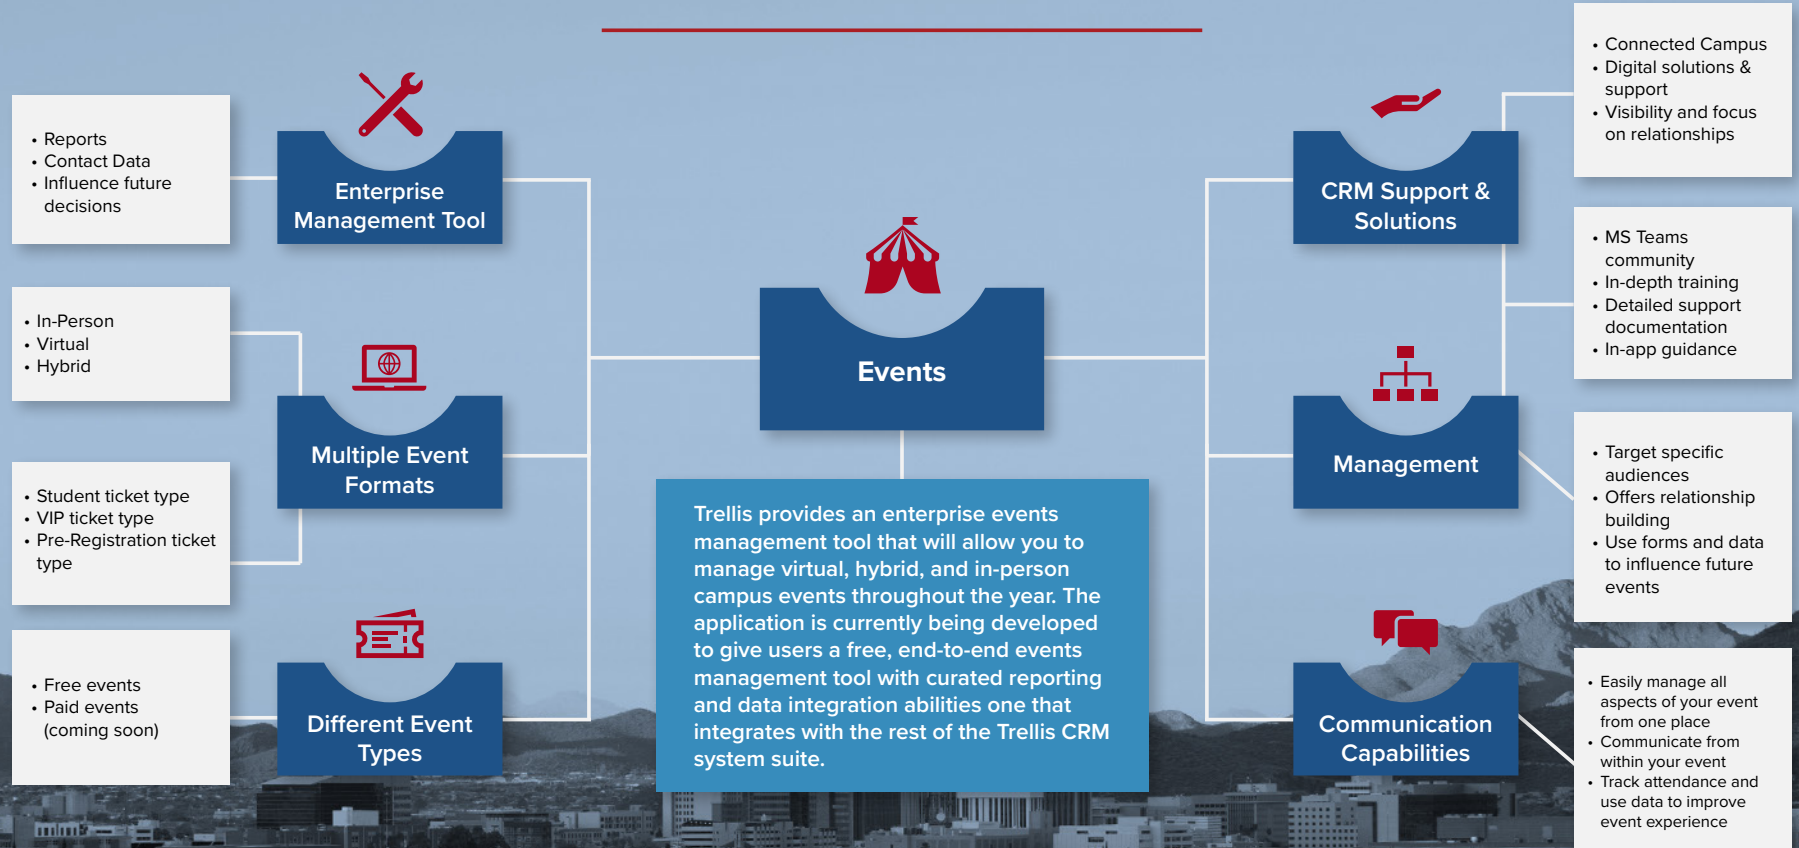 • Reports
• Contact Data
• Influence future
decisions
Enterprise
Management Tool
• In-Person
• Virtual
• Hybrid
Multiple Event
Formats
• Student ticket type
• VIP ticket type
• Pre-Registration ticket
type
• Free events
• Paid events
(coming soon)
Different Event
Types
Events
Trellis provides an enterprise events
management tool that will allow you to
manage virtual, hybrid, and in-person
campus events throughout the year. The
application is currently being developed
to give users a free, end-to-end events
management tool with curated reporting
and data integration abilities one that
integrates with the rest of the Trellis CRM
system suite.
CRM Support &
Solutions
• Connected Campus
• Digital solutions &
support
• Visibility and focus
on relationships
• MS Teams
community
• In-depth training
• Detailed support
documentation
• In-app guidance
Management
• Target specific
audiences
• Offers relationship
building
• Use forms and data
to influence future
events
Communication
Capabilities
• Easily manage all
aspects of your event
from one place
• Communicate from
within your event
• Track attendance and
use data to improve
event experience